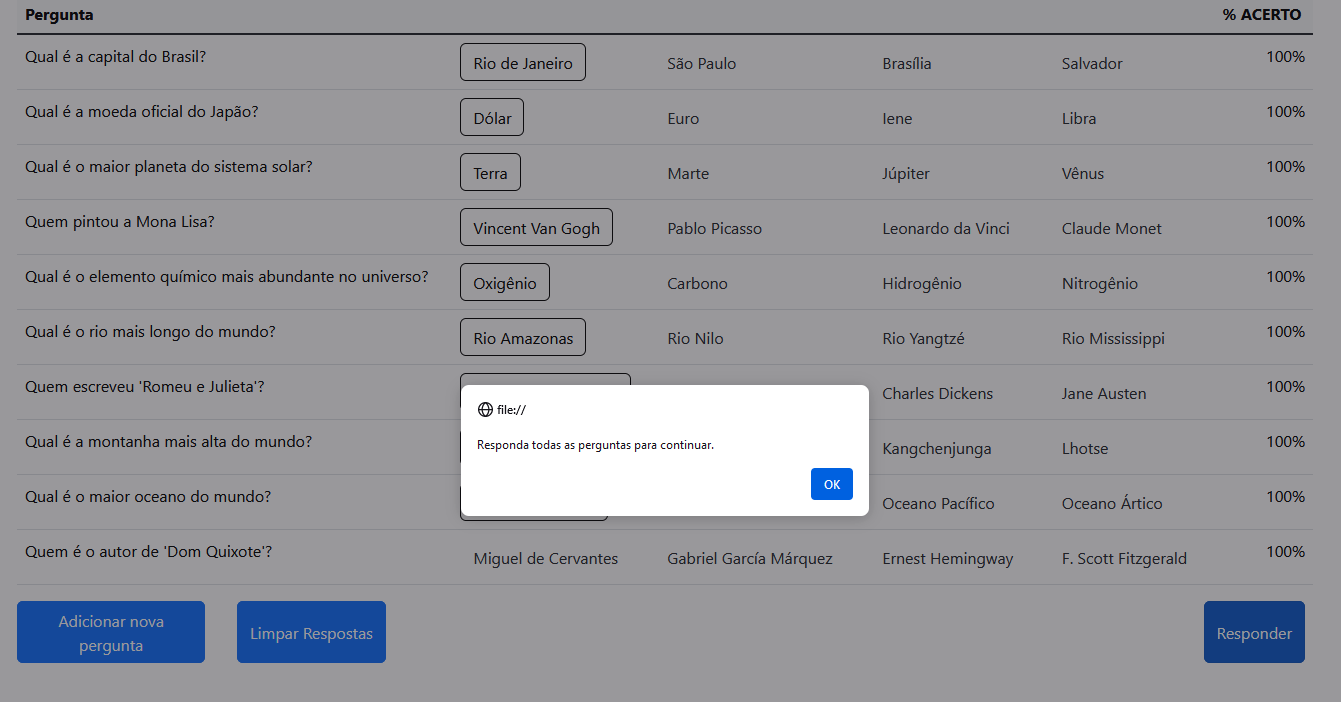 Pergunta % ACERTO
Qual é a capital do Brasil? Rio de Janeiro São Paulo Brasília Salvador 100%
Qual é a moeda oficial do Japão? Dólar Euro Iene Libra 100%
Qual é o maior planeta do sistema solar? Terra Marte Júpiter Vênus 100%
Quem pintou a Mona Lisa? Vincent Van Gogh Pablo Picasso Leonardo da Vinci Claude Monet 100%
Qual é o elemento químico mais abundante no universo? Oxigênio Carbono Hidrogênio Nitrogênio 100%
Qual é o rio mais longo do mundo? Rio Amazonas Rio Nilo Rio Yangtzé Rio Mississippi 100%
Quem escreveu 'Romeu e Julieta'? Charles Dickens Jane Austen 100%
file://
Qual é a montanha mais alta do mundo? Kangchenjunga Lhotse 100%
Responda todas as perguntas para continuar.
OK
Qual é o maior oceano do mundo? Oceano Pacífico Oceano Ártico 100%
Quem é o autor de 'Dom Quixote'? Miguel de Cervantes Gabriel García Márquez Ernest Hemingway F. Scott Fitzgerald 100%
Adicionar nova
pergunta
Limpar Respostas
Responder